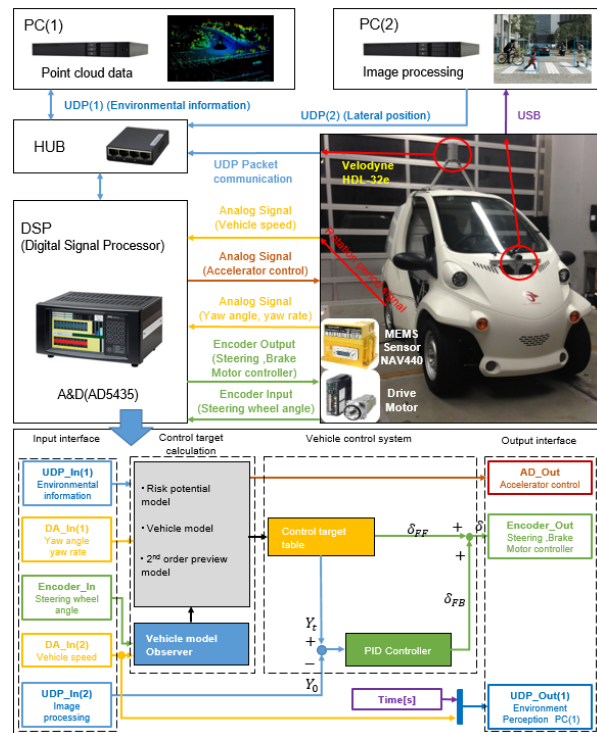 PC(1)
Point cloud data
PC(2)
Image processing
UDP(1) (Environmental information)
UDP(2) (Lateral position)
USB
HUB
UDP Packet
communication
Velodyne
HDL-32e
DSP
(Digital Signal Processor)
A&D(AD5435)
Analog Signal
(Vehicle speed)
Analog Signal
(Accelerator control)
Analog Signal
(Yaw angle, yaw rate)
Encoder Output
(Steering ,Brake
Motor controller)
Encoder Input
(Steering wheel angle)
Rotation period signal
MEMS
Sensor
NAV440
Drive
Motor
Input interface
Control target
calculation
Vehicle control system
Output interface
UDP_In(1)
Environmental
information
DA_In(1)
Yaw angle
yaw rate
Encoder_In
Steering wheel
angle
DA_In(2)
Vehicle speed
UDP_In(2)
Image
processing
• Risk potential
model
• Vehicle model
• 2nd order preview
model
Vehicle model
Observer
Control target
table
δFF
+
δ
+
δFB
Yt
+
−
Y0
PID Controller
Time[s]
AD_Out
Accelerator control
Encoder_Out
Steering ,Brake
Motor controller
UDP_Out(1)
Environment
Perception PC(1)